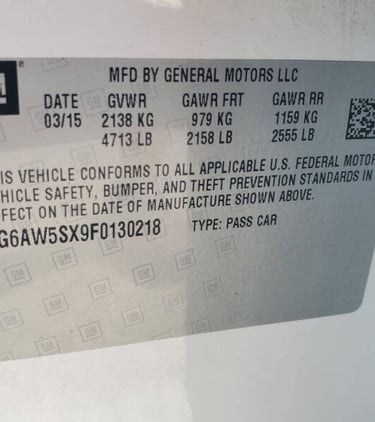 GM
MFD BY GENERAL MOTORS LLC
DATE GVWR GAWR FRT GAWR RR
03/15 2138 KG 979 KG 1159 KG
4713 LB 2158 LB 2555 LB
IS VEHICLE CONFORMS TO ALL APPLICABLE U.S. FEDERAL MOTOR
EHICLE SAFETY, BUMPER, AND THEFT PREVENTION STANDARDS IN
FECT ON THE DATE OF MANUFACTURE SHOWN ABOVE.
G6AW5SX9F0130218 TYPE: PASS CAR